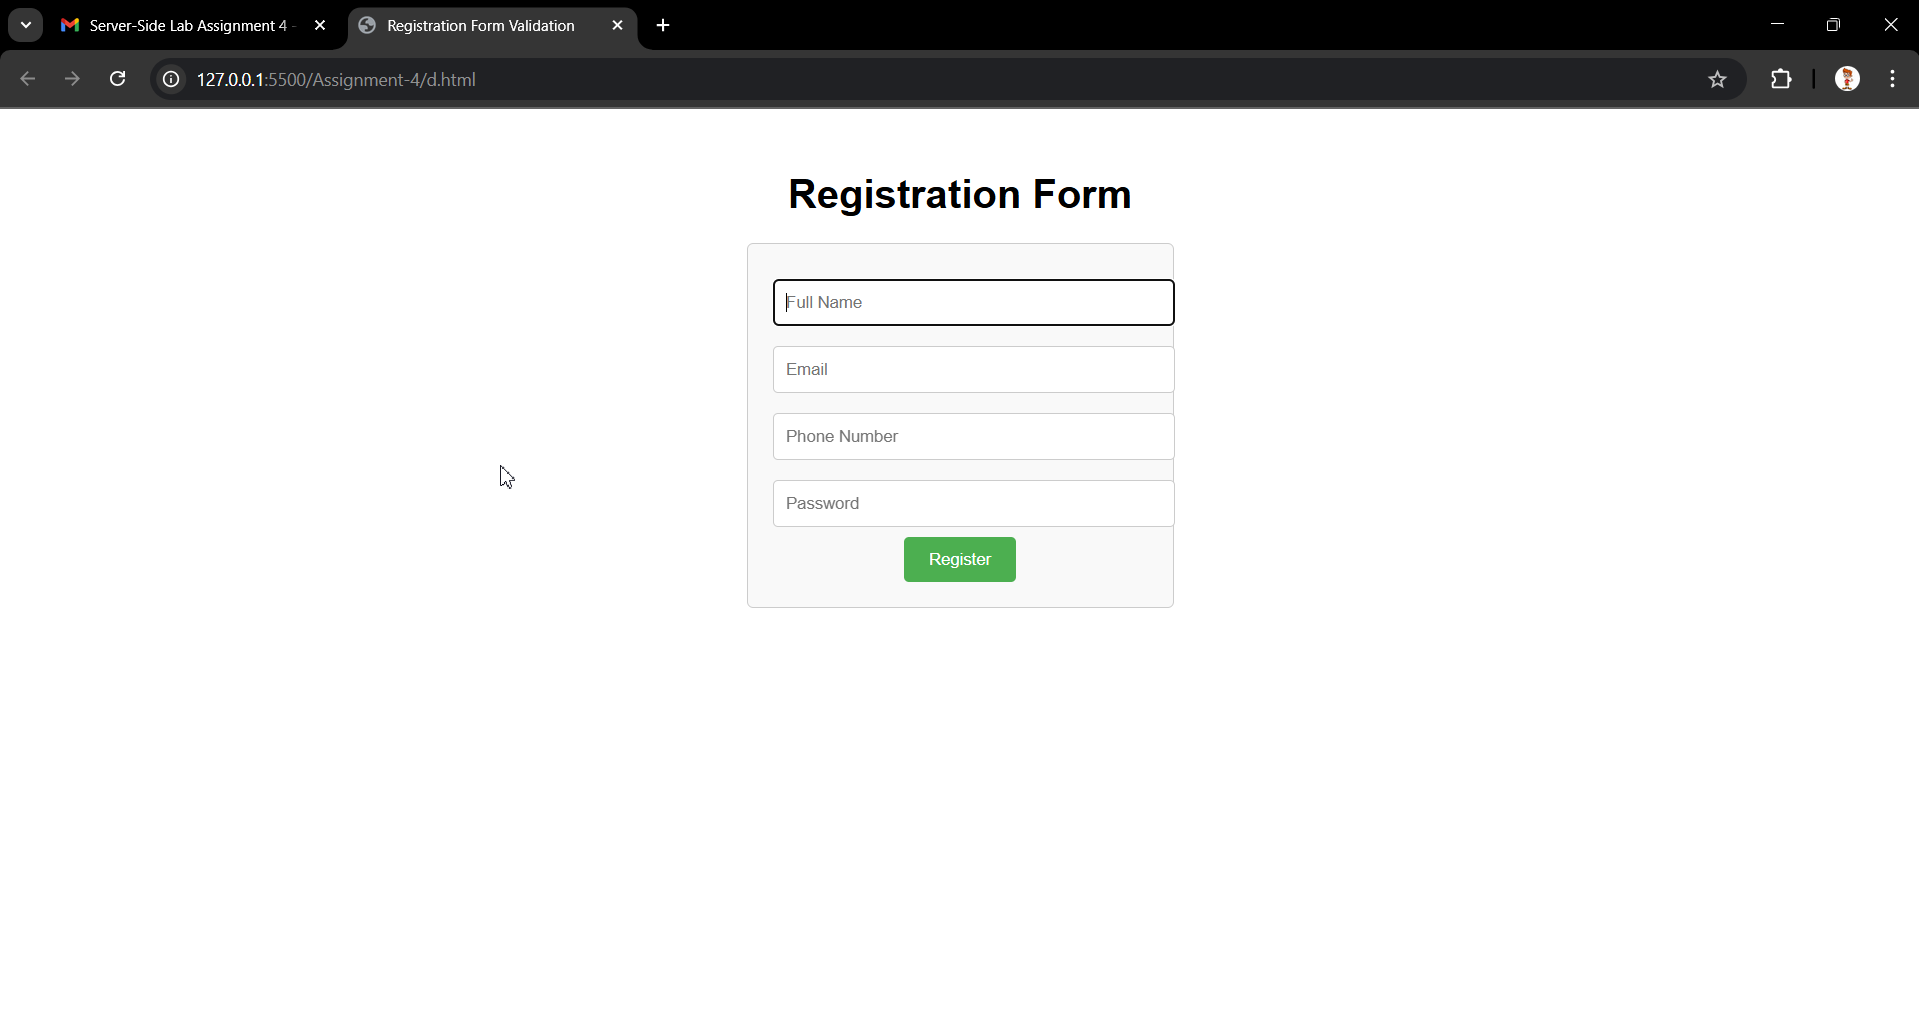 Server-Side Lab Assignment 4 -
Registration Form Validation
127.0.0.1:5500/Assignment-4/d.html
Registration Form
Full Name
Email
Phone Number
Password
Register